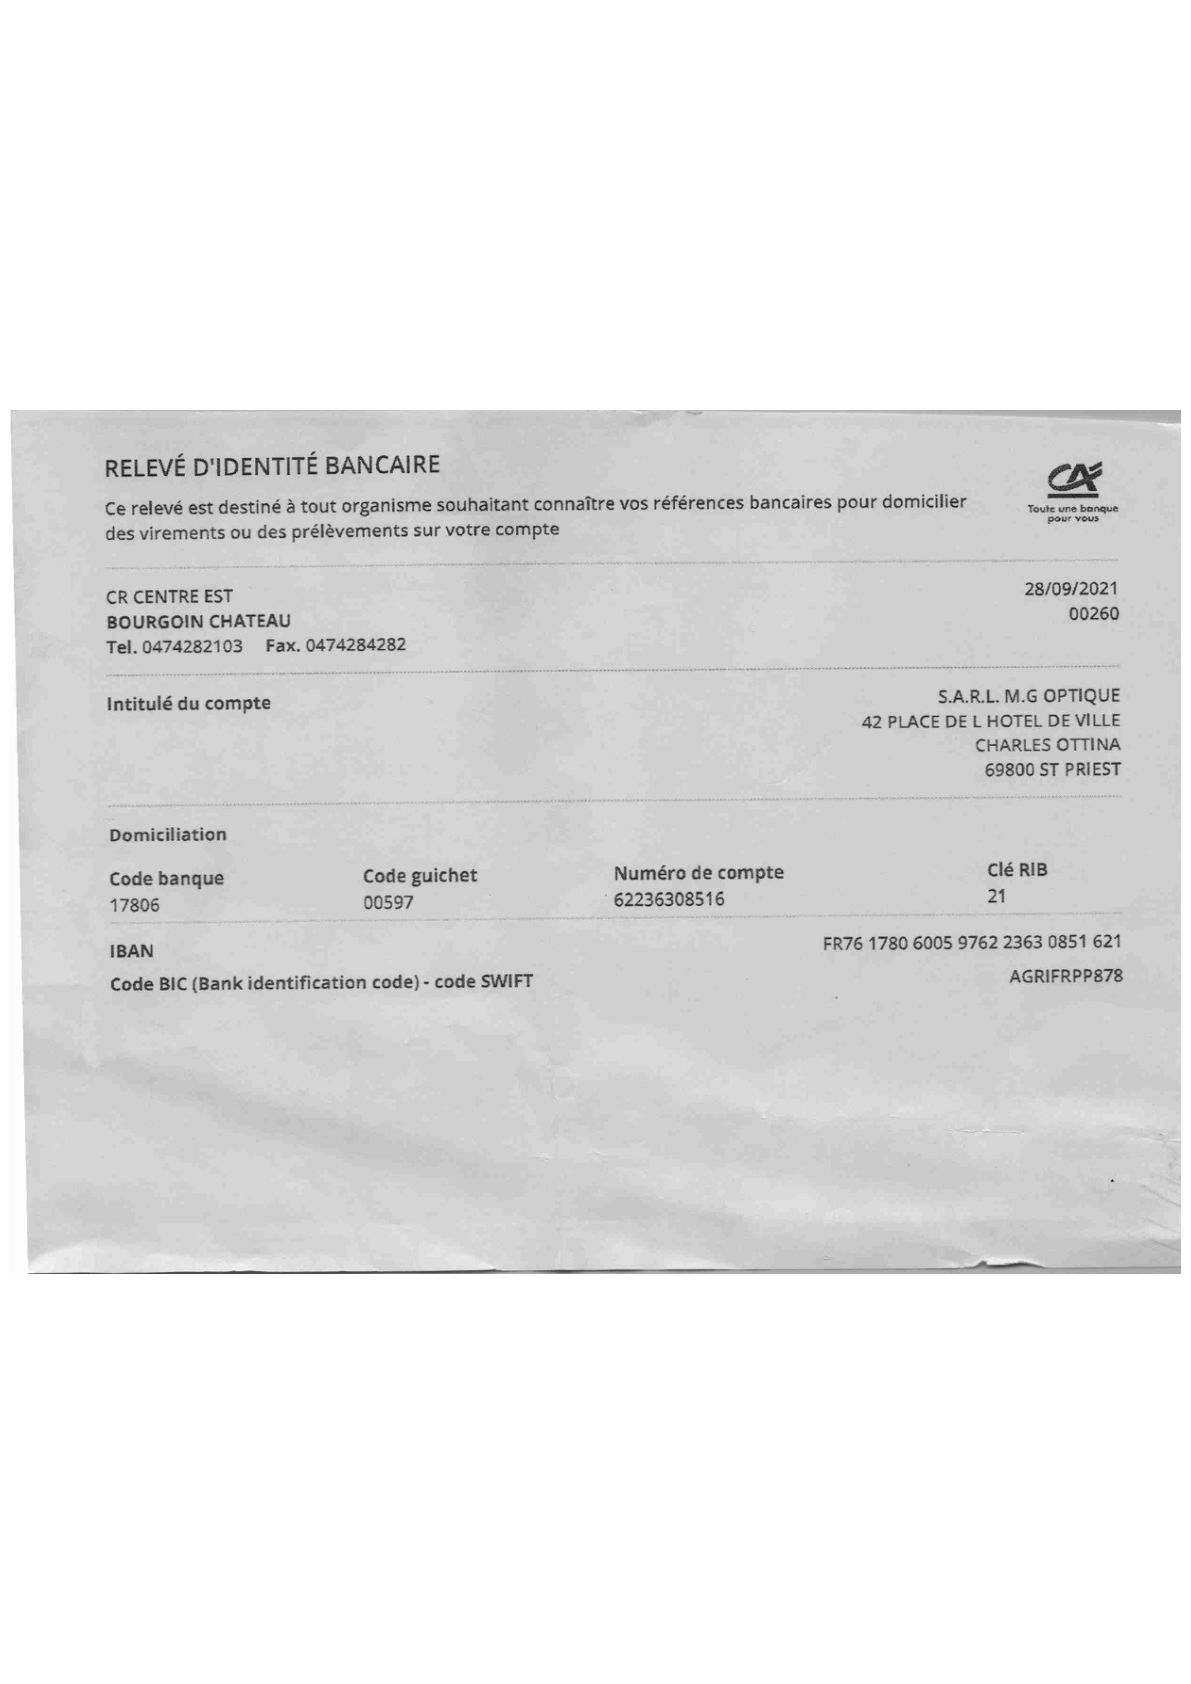 RELEVÉ D'IDENTITÉ BANCAIRE
Ce relevé est destiné à tout organisme souhaitant connaître vos références bancaires pour domicilier
des virements ou des prélèvements sur votre compte
CA
Toute une banque
pour vous
CR CENTRE EST
BOURGOIN CHATEAU
Tel. 0474282103 Fax. 0474284282
28/09/2021
00260
Intitulé du compte
S.A.R.L. M.G OPTIQUE
42 PLACE DE L HOTEL DE VILLE
CHARLES OTTINA
69800 ST PRIEST
Domiciliation
Code banque Code guichet Numéro de compte Clé RIB
17806 00597 62236308516 21
IBAN FR76 1780 6005 9762 2363 0851 621
Code BIC (Bank identification code) - code SWIFT AGRIFRPP878